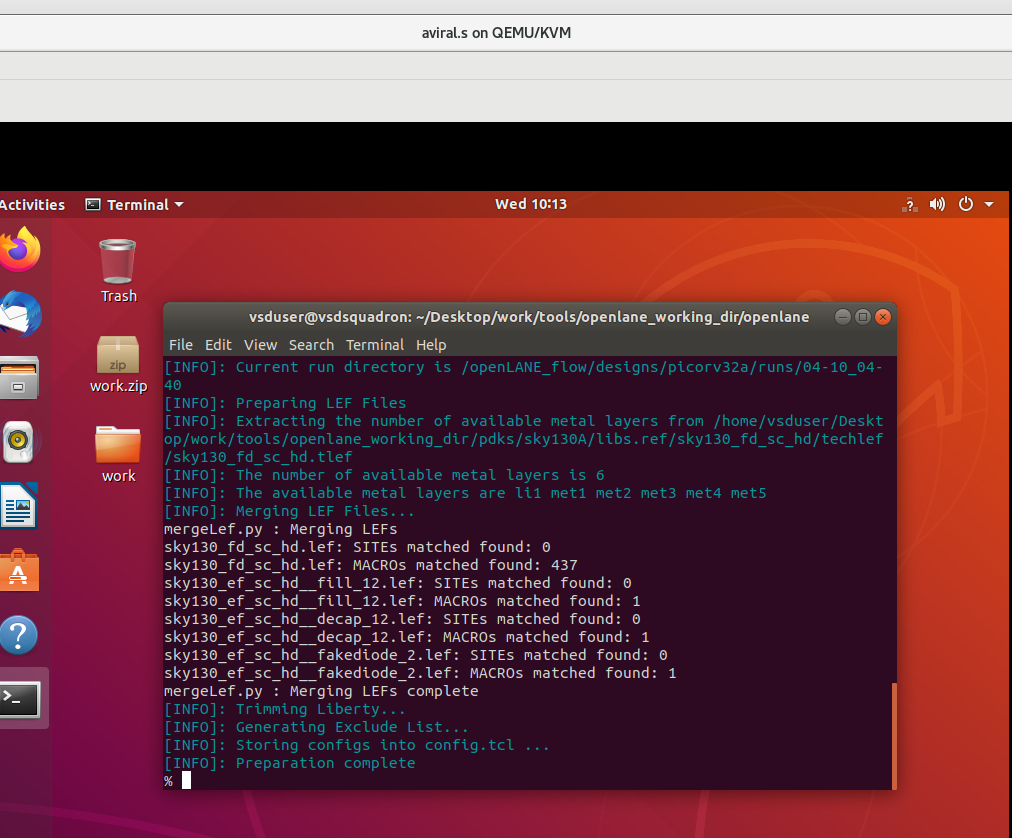 aviral.s on QEMU/KVM
Activities
Terminal
Wed 10:13
?
Trash
zip
work.zip
work
vsduser@vsdsquadron: ~/Desktop/work/tools/openlane_working_dir/openlane
File Edit View Search Terminal Help
[INFO]: Current run directory is /openLANE_flow/designs/picorv32a/runs/04-10_04-
40
[INFO]: Preparing LEF Files
[INFO]: Extracting the number of available metal layers from /home/vsduser/Deskt
op/work/tools/openlane_working_dir/pdks/sky130A/libs.ref/sky130_fd_sc_hd/techlef
/sky130_fd_sc_hd.tlef
[INFO]: The number of available metal layers is 6
[INFO]: The available metal layers are li1 met1 met2 met3 met4 met5
[INFO]: Merging LEF Files...
mergeLef.py : Merging LEFs
sky130_fd_sc_hd.lef: SITEs matched found: 0
sky130_fd_sc_hd.lef: MACROs matched found: 437
sky130_ef_sc_hd__fill_12.lef: SITEs matched found: 0
sky130_ef_sc_hd__fill_12.lef: MACROs matched found: 1
sky130_ef_sc_hd__decap_12.lef: SITEs matched found: 0
sky130_ef_sc_hd__decap_12.lef: MACROs matched found: 1
sky130_ef_sc_hd__fakediode_2.lef: SITEs matched found: 0
sky130_ef_sc_hd__fakediode_2.lef: MACROs matched found: 1
mergeLef.py : Merging LEFs complete
[INFO]: Trimming Liberty...
[INFO]: Generating Exclude List...
[INFO]: Storing configs into config.tcl ...
[INFO]: Preparation complete
%